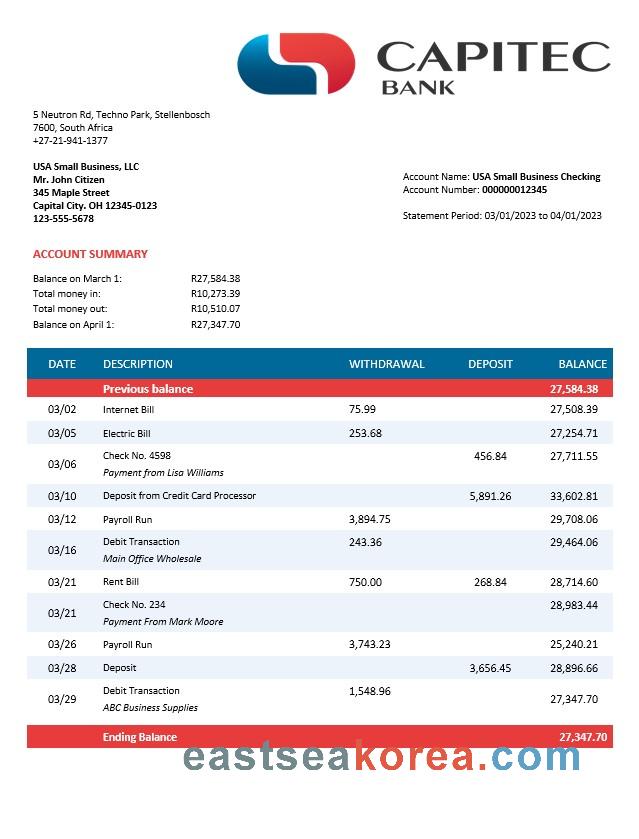 CAPITEC
BANK
5 Neutron Rd, Techno Park, Stellenbosch
7600, South Africa
+27-21-941-1377
USA Small Business, LLC
Mr. John Citizen
345 Maple Street
Capital City. OH 12345-0123
123-555-5678
Account Name: USA Small Business Checking
Account Number: 000000012345
Statement Period: 03/01/2023 to 04/01/2023
ACCOUNT SUMMARY
Balance on March 1: R27,584.38
Total money in: R10,273.39
Total money out: R10,510.07
Balance on April 1: R27,347.70
DATE DESCRIPTION WITHDRAWAL DEPOSIT BALANCE
Previous balance 27,584.38
03/02 Internet Bill 75.99 27,508.39
03/05 Electric Bill 253.68 27,254.71
03/06 Check No. 4598 456.84 27,711.55
Payment from Lisa Williams
03/10 Deposit from Credit Card Processor 5,891.26 33,602.81
03/12 Payroll Run 3,894.75 29,708.06
03/16 Debit Transaction 243.36 29,464.06
Main Office Wholesale
03/21 Rent Bill 750.00 268.84 28,714.60
03/21 Check No. 234 28,983.44
Payment From Mark Moore
03/26 Payroll Run 3,743.23 25,240.21
03/28 Deposit 3,656.45 28,896.66
03/29 Debit Transaction 1,548.96 27,347.70
ABC Business Supplies
Ending Balance 27,347.70
eastseakorea.com